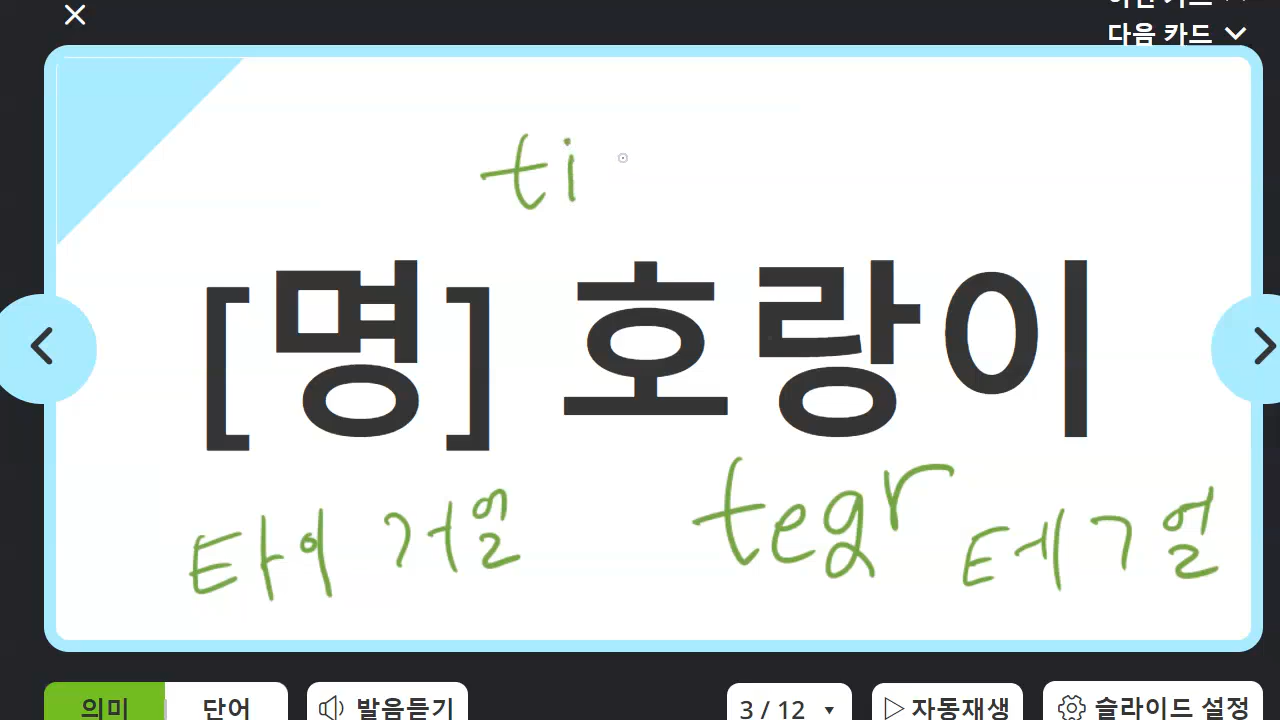 다음 카드
ti
[명] 호랑이
타이 거얼 tegr 테 ㄱ 얼
의미 단어 발음듣기 3 / 12 자동재생 슬라이드 설정